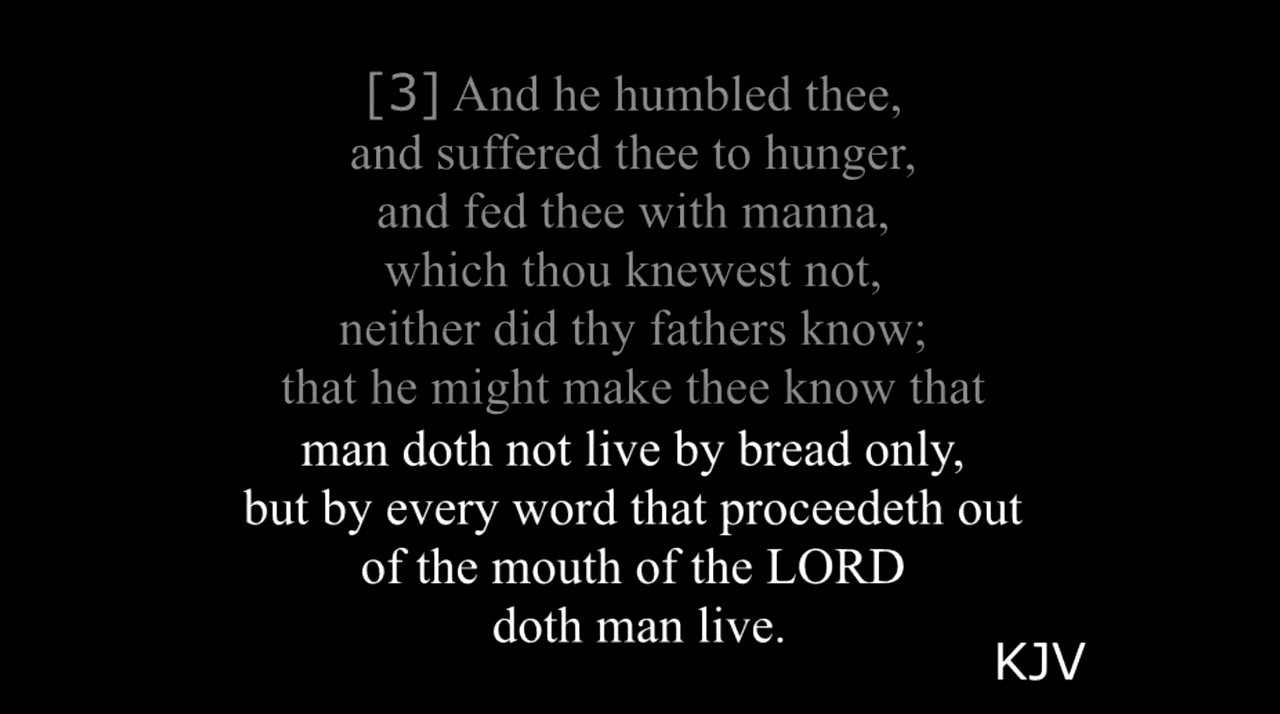 [3] And he humbled thee,
and suffered thee to hunger,
and fed thee with manna,
which thou knewest not,
neither did thy fathers know;
that he might make thee know that
man doth not live by bread only,
but by every word that proceedeth out
of the mouth of the LORD
doth man live.
KJV